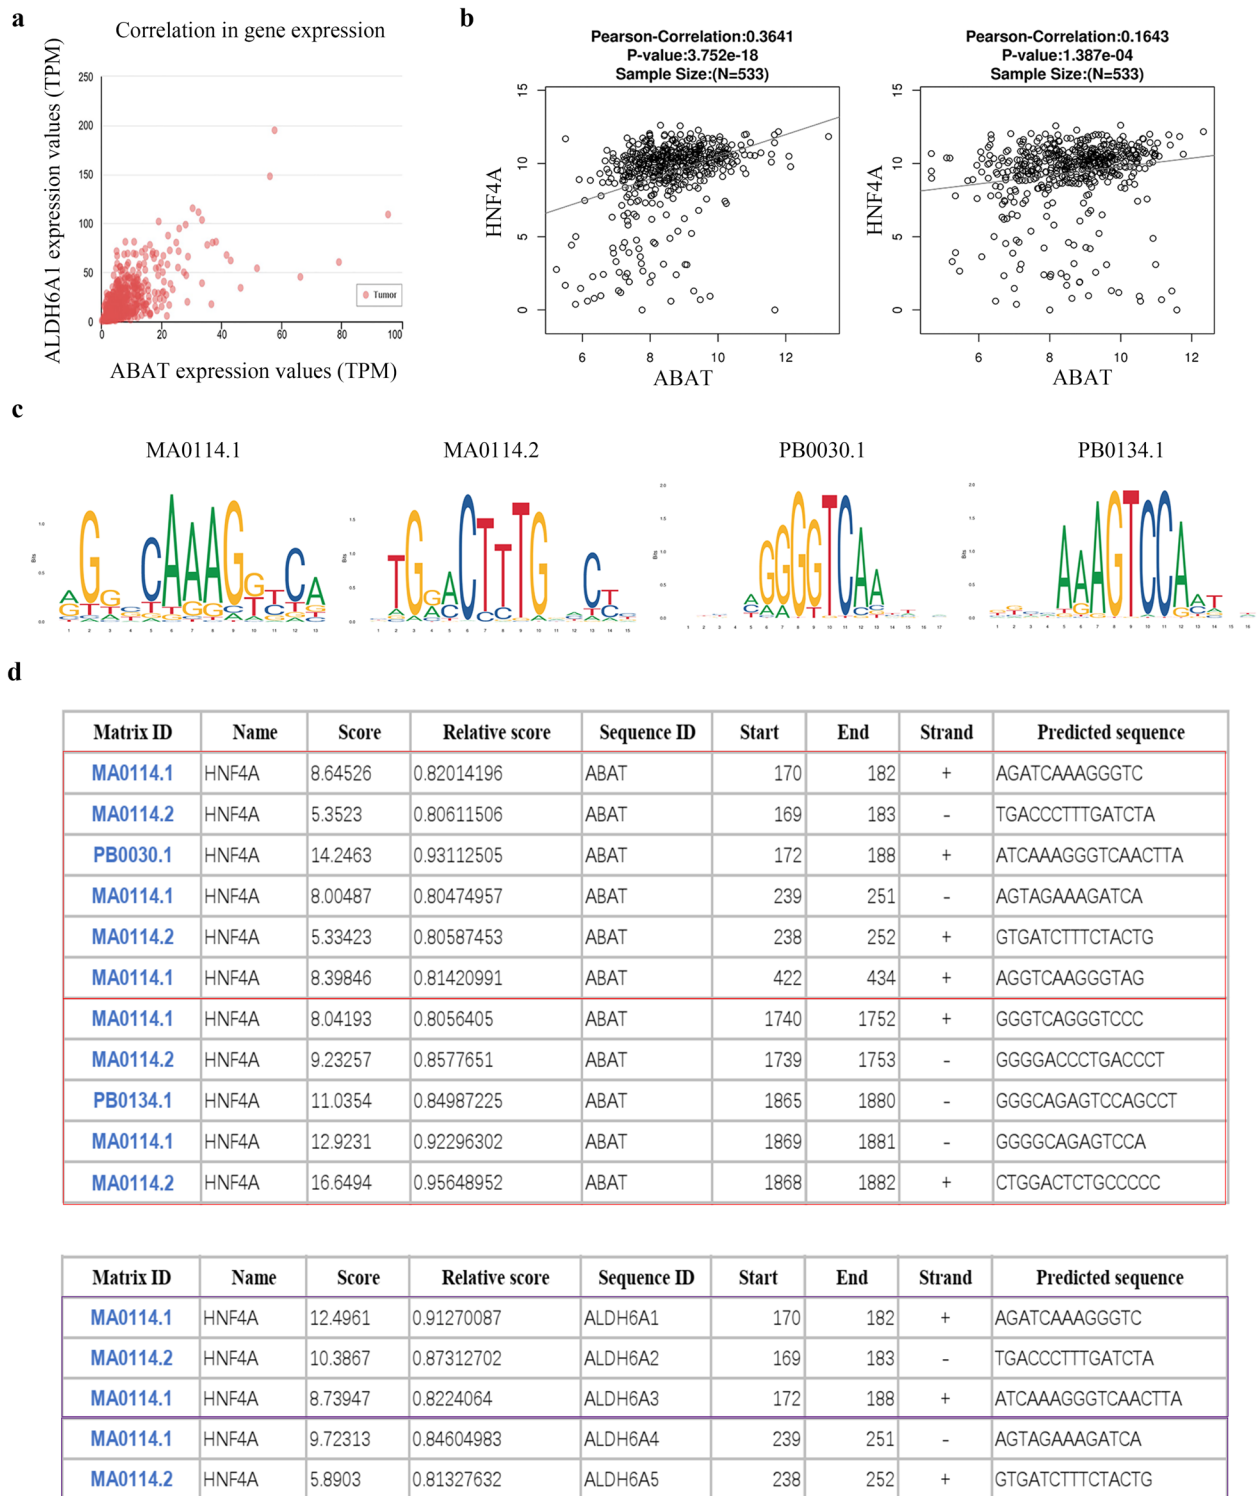 a
Correlation in gene expression
ALDH6A1 expression values (TPM)
250
200
150
100
50
0
0 20 40 60 80 100
Tumor
ABAT expression values (TPM)
b
Pearson-Correlation:0.3641
P-value:3.752e-18
Sample Size:(N=533)
HNF4A
15
10
5
0
6 8 10 12
ABAT
Pearson-Correlation:0.1643
P-value:1.387e-04
Sample Size:(N=533)
HNF4A
15
10
5
0
6 8 10 12
ABAT
c
MA0114.1
MA0114.2
PB0030.1
PB0134.1
d
Matrix ID Name Score Relative score Sequence ID Start End Strand Predicted sequence
MA0114.1 HNF4A 8.64526 0.82014196 ABAT 170 182 + AGATCAAAGGGTC
MA0114.2 HNF4A 5.3523 0.80611506 ABAT 169 183 - TGACCCTTTGATCTA
PB0030.1 HNF4A 14.2463 0.93112505 ABAT 172 188 + ATCAAAGGGTCAACTTA
MA0114.1 HNF4A 8.00487 0.80474957 ABAT 239 251 - AGTAGAAAGATCA
MA0114.2 HNF4A 5.33423 0.80587453 ABAT 238 252 + GTGATCTTTCTACTG
MA0114.1 HNF4A 8.39846 0.81420991 ABAT 422 434 + AGGTCAAGGGTAG
MA0114.1 HNF4A 8.04193 0.8056405 ABAT 1740 1752 + GGGTCAGGGTCCC
MA0114.2 HNF4A 9.23257 0.8577651 ABAT 1739 1753 - GGGGACCCTGACCCT
PB0134.1 HNF4A 11.0354 0.84987225 ABAT 1865 1880 - GGGCAGAGTCCAGCCT
MA0114.1 HNF4A 12.9231 0.92296302 ABAT 1869 1881 - GGGGCAGAGTCCA
MA0114.2 HNF4A 16.6494 0.95648952 ABAT 1868 1882 + CTGGACTCTGCCCCC
Matrix ID Name Score Relative score Sequence ID Start End Strand Predicted sequence
MA0114.1 HNF4A 12.4961 0.91270087 ALDH6A1 170 182 + AGATCAAAGGGTC
MA0114.2 HNF4A 10.3867 0.87312702 ALDH6A2 169 183 - TGACCCTTTGATCTA
MA0114.1 HNF4A 8.73947 0.8224064 ALDH6A3 172 188 + ATCAAAGGGTCAACTTA
MA0114.1 HNF4A 9.72313 0.84604983 ALDH6A4 239 251 - AGTAGAAAGATCA
MA0114.2 HNF4A 5.8903 0.81327632 ALDH6A5 238 252 + GTGATCTTTCTACTG